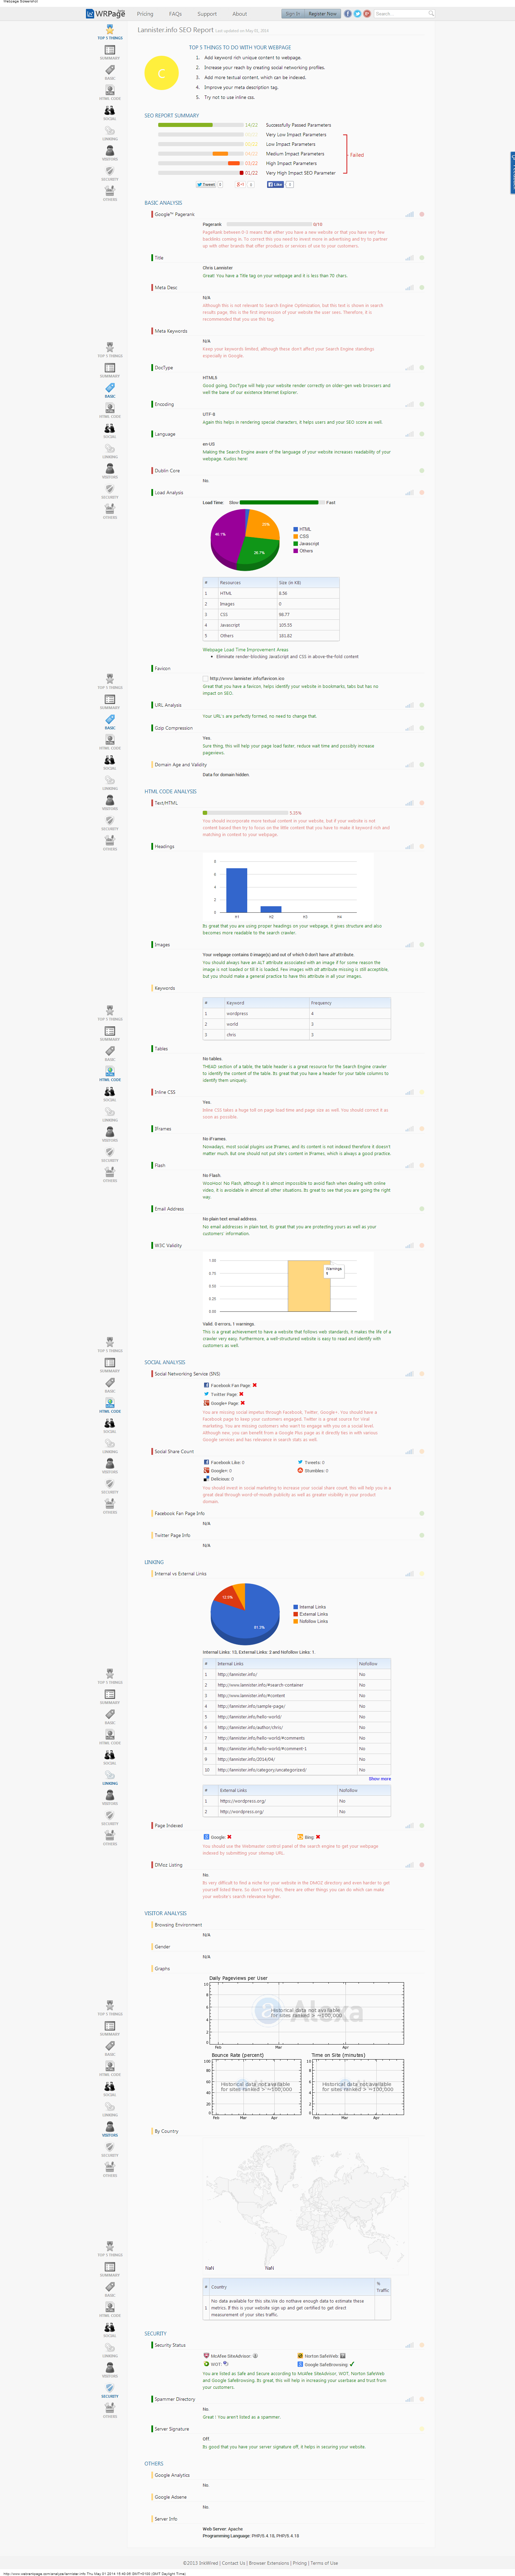 Webpage Screenshot
WRPage
Pricing FAQs Support About Sign In Register Now Search...
Lannister.info SEO Report Last updated on May 01, 2014
TOP 5 THINGS TO DO WITH YOUR WEBPAGE
C
1. Add keyword rich unique content to webpage.
2. Increase your reach by creating social networking profiles.
3. Add more textual content, which can be indexed.
4. Improve your meta description tag.
5. Try not to use inline css.
SEO REPORT SUMMARY
14/22 Successfully Passed Parameters
Very Low Impact Parameters
Low Impact Parameters
Medium Impact Parameters
Failed
High Impact Parameters
01/22 Very High Impact SEO Parameter
Tweet 0 +1 0 Like
BASIC ANALYSIS
Google™ Pagerank
Pagerank 0/10
PageRank between 0-3 means that either you have a new website or that you have very few
backlinks coming in. To correct this you need to invest more in advertising and try to partner
up with other brands that offer products or services of use to your users.
Title
Chris Lannister
Great! You have a Title tag on your webpage and it is less than 70 chars.
Meta Desc
N/A
Although this is not relevant to Search Engine Optimization, but this text is shown in search
results page, this is the first impression of your website the user sees. Therefore, it is
recommended that you use this tag.
Meta Keywords
N/A
Keep your keywords limited, although these don't affect your Search Engine standings
especially in Google.
DocType
HTML5
Good going. DocType will help your website render correctly on older-gen web browsers and
well the bane of our existence Internet Explorer!
Encoding
UTF-8
Again this helps in rendering special characters, it helps users and your SEO score as well.
Language
en-US
Making the Search Engine aware of the language of your website increases readability of your
webpage. Kudos here!
Dublin Core
No.
Load Analysis
Load Time: Slow Fast
HTML
CSS
Javascript
Others
# Resources Size (in KB)
1 HTML
2 Images 0
3 CSS
4 Javascript
5 Others
Webpage Load Time Improvement Areas
Eliminate render-blocking JavaScript and CSS in above-the-fold content
Favicon
http://www.lannister.info/favicon.ico
Great that you have a favicon, helps identify your website in bookmarks, tabs but has no
impact on SEO.
URL Analysis
Your URL's are perfectly formed, no need to change that.
Gzip Compression
Yes.
Sure thing, this will help your page load faster, reduce wait time and possibly increase
pageviews.
Domain Age and Validity
Data for domain hidden.
HTML CODE ANALYSIS
Text/HTML
You should incorporate more textual content in your website, but if your website is not
content based then try to focus on the little content that you have to make it keyword rich and
matching in context to your webpage.
Headings
8
6
4
2
0
H1 H2 H3 H4
Its great that you are using proper headings on your webpage, it gives structure and also
becomes more readable to the search crawler.
Images
Your webpage contains 0 image(s) and out of which 0 don't have alt attribute.
You should always have an ALT attribute associated with an image if for some reason the
image is not loaded or till it is loaded. Few images with alt attribute missing is still acceptable,
but you should make a general practice to have this attribute in all your images.
Keywords
# Keyword Frequency
1 wordpress 4
2 world 3
3 chris 3
Tables
No tables.
THEAD section of a table, the table header is a great resource for the Search Engine crawler
to identify the content of the table. Its great that you have a header for your table columns to
identify them uniquely.
Inline CSS
Yes.
Inline CSS takes a huge toll on page load time and page size as well. You should correct it as
soon as possible.
IFrames
No IFrames.
Nowadays, most social plugins use IFrames, and its content is not indexed therefore it doesn't
matter much. But one should not put site's content in IFrames, which is always a good practice.
Flash
No Flash.
WooHoo! No Flash, although it is almost impossible to avoid flash when dealing with online
video, it is avoidable in almost all other situations. Its great to see that you are going the right
way.
Email Address
No plain text email address.
No email addresses in plain text, its great that you are protecting yours as well as your
customers' information.
W3C Validity
1.00
0.75
0.50
0.25
0.00
Warnings
Valid: 0 errors, 1 warnings.
This is a great achievement to have a website that follows web standards, it makes the life of a
crawler very easy. Furthermore, a well-structured website is easy to read and identify with
customers as well.
SOCIAL ANALYSIS
Social Networking Service (SNS)
Facebook Fan Page:
Twitter Page:
Google+ Page:
You are missing social impetus through Facebook, Twitter, Google+. You should have a
Facebook page to keep your customers engaged. Twitter is a great source for Viral
marketing. You are missing customers who want to engage with you on a social level.
Although new, you can benefit from a Google Plus page as it directly ties in with various
Google services and has relevance in search stats as well.
Social Share Count
Facebook Like: 0 Tweets: 0
Google+: 0 Stumbles: 0
Delicious: 0
You should invest in social marketing to increase your social share count, this will help you in a
great deal through word-of-mouth publicity as well as greater visibility in your product
domain.
Facebook Fan Page Info
N/A
Twitter Page Info
N/A
LINKING
Internal vs External Links
Internal Links
External Links
Nofollow Links
Internal Links: 13, External Links: 2 and Nofollow Links: 1.
# Internal Links Nofollow
1 http://lannister.info/ No
2 http://www.lannister.info/#search-container No
3 http://www.lannister.info/#content No
4 http://lannister.info/sample-page/ No
5 http://lannister.info/hello-world/ No
6 http://lannister.info/author/chris/ No
7 http://lannister.info/hello-world/#comments No
8 http://lannister.info/hello-world/#comment-1 No
9 http://lannister.info/2014/04/ No
10 http://lannister.info/category/uncategorized/ No
Show more
# External Links Nofollow
1 https://wordpress.org/ No
2 http://wordpress.org/ No
Page Indexed
Google: Bing:
You should use the Webmaster control panel of the search engine to get your webpage
indexed by submitting your sitemap URL.
DMoz Listing
No.
Its very difficult to find a niche for your website in the DMOZ directory and even harder to get
yourself listed there. So don't worry yes, there are other things you can do which can make
your website's search relevance higher.
VISITOR ANALYSIS
Browsing Environment
N/A
Gender
N/A
Graphs
Daily Pageviews per User
Alexa
Historical data not available
for sites ranked > ~100,000
Feb Mar Apr
Bounce Rate (percent) Time on Site (minutes)
Historical data not available
for sites ranked > ~100,000
Historical data not available
for sites ranked > ~100,000
Feb Mar Apr Feb Mar Apr
By Country
NaN NaN
# Country % Traffic
1 No data available for this site.We do nothave enough data to estimate these
metrics. If this is your website sign up and get certified to get direct
measurement of your sites traffic.
SECURITY
Security Status
McAfee SiteAdvisor: Norton SafeWeb:
WOT: Google SafeBrowsing:
You are listed as Safe and Secure according to McAfee SiteAdvisor, WOT, Norton SafeWeb
and Google SafeBrowsing. Its great, this will help in increasing your userbase and trust from
your customers.
Spammer Directory
No.
Great ! You aren't listed as a spammer.
Server Signature
Off.
Its good that you have your server signature off, it helps in securing your website.
OTHERS
Google Analytics
No.
Google Adsense
No.
Server Info
Web Server: Apache
Programming Language: PHP/5.4.18, PHP/5.4.18
©2013 InkWired | Contact Us | Browser Extensions | Pricing | Terms of Use
TOP 5 THINGS
SUMMARY
BASIC
HTML CODE
SOCIAL
LINKING
VISITORS
SECURITY
OTHERS